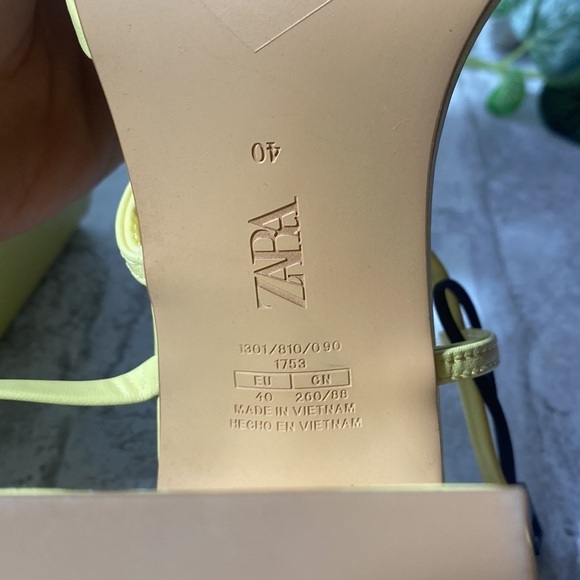 40
ZARA
1301/810/090
1753
EU CN
40 260/88
MADE IN VIETNAM
HECHO EN VIETNAM